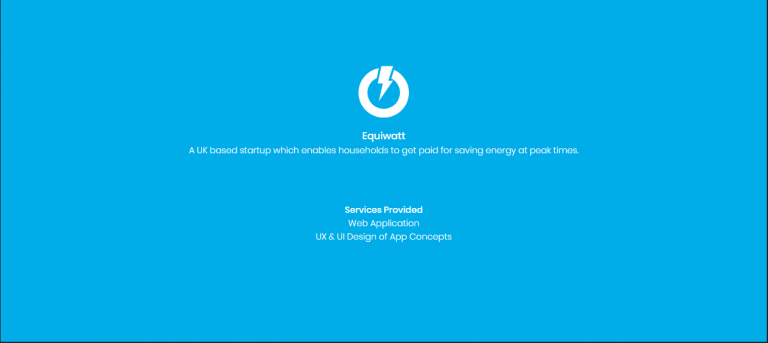 Equiwatt
A UK based startup which enables households to get paid for saving energy at peak times.
Services Provided
Web Application
UX & UI Design of App Concepts